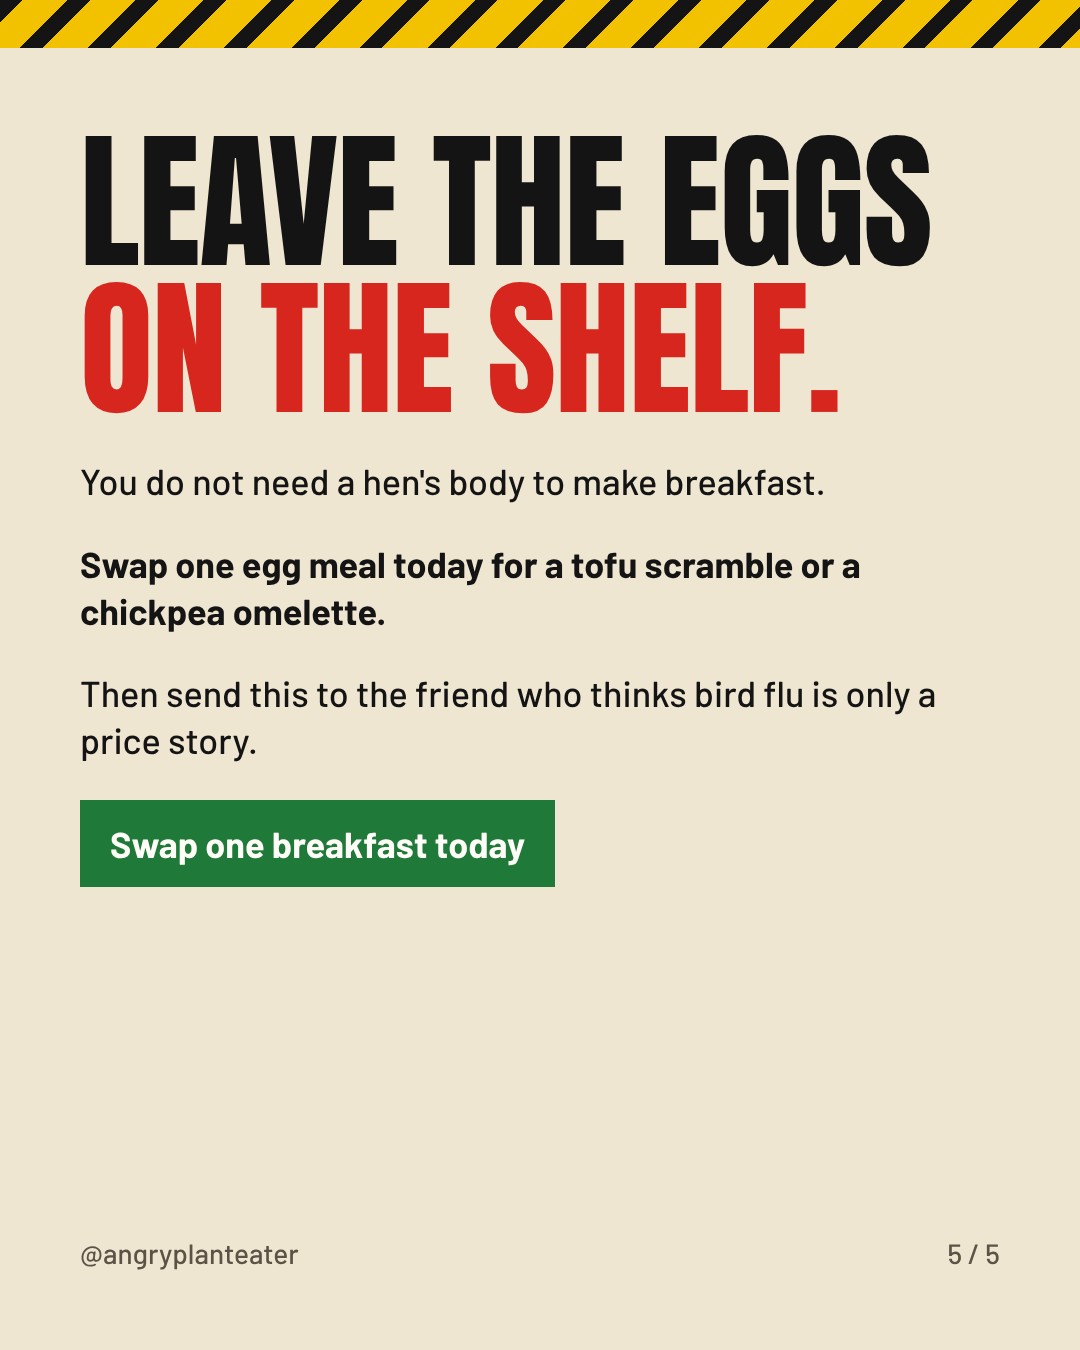 LEAVE THE EGGS
ON THE SHELF.
You do not need a hen's body to make breakfast.
Swap one egg meal today for a tofu scramble or a
chickpea omelette.
Then send this to the friend who thinks bird flu is only a
price story.
Swap one breakfast today
@angryplanteater
5 / 5